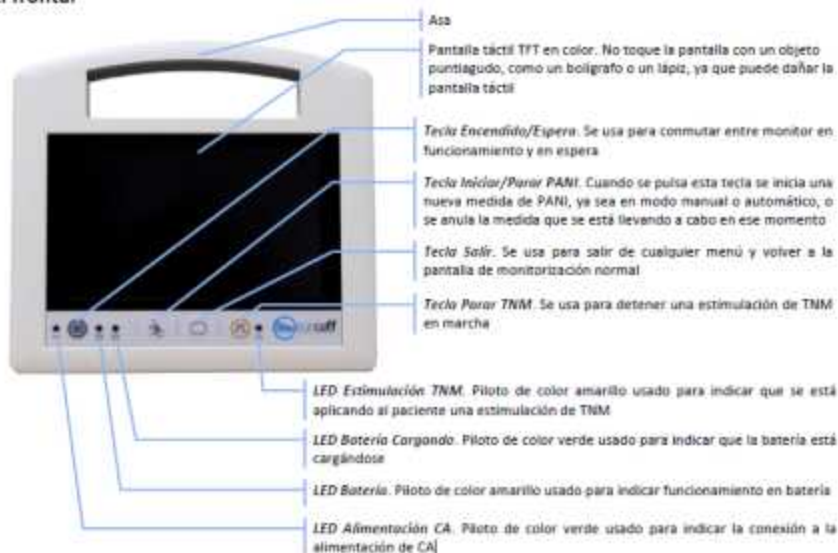 frontal
Asa
Pantalla táctil TFT en color. No toque la pantalla con un objeto
puntiagudo, como un bolígrafo o un lápiz, ya que puede dañar la
pantalla táctil
Tecla Encendido/Espera. Se usa para conmutar entre monitor en
funcionamiento y en espera
Tecla Iniciar/Parar PANI. Cuando se pulsa esta tecla se inicia una
nueva medida de PANI, ya sea en modo manual o automático, o
se anula la medida que se está llevando a cabo en ese momento
Tecla Salir. Se usa para salir de cualquier menú y volver a la
pantalla de monitorización normal
Tecla Parar TNM. Se usa para detener una estimulación de TNM
en marcha
cuff
LED Estimulación TNM. Piloto de color amarillo usado para indicar que se está
aplicando al paciente una estimulación de TNM
LED Batería Cargando. Piloto de color verde usado para indicar que la batería está
cargándose
LED Batería. Piloto de color amarillo usado para indicar funcionamiento en batería
LED Alimentación CA. Piloto de color verde usado para indicar la conexión a la
alimentación de CA